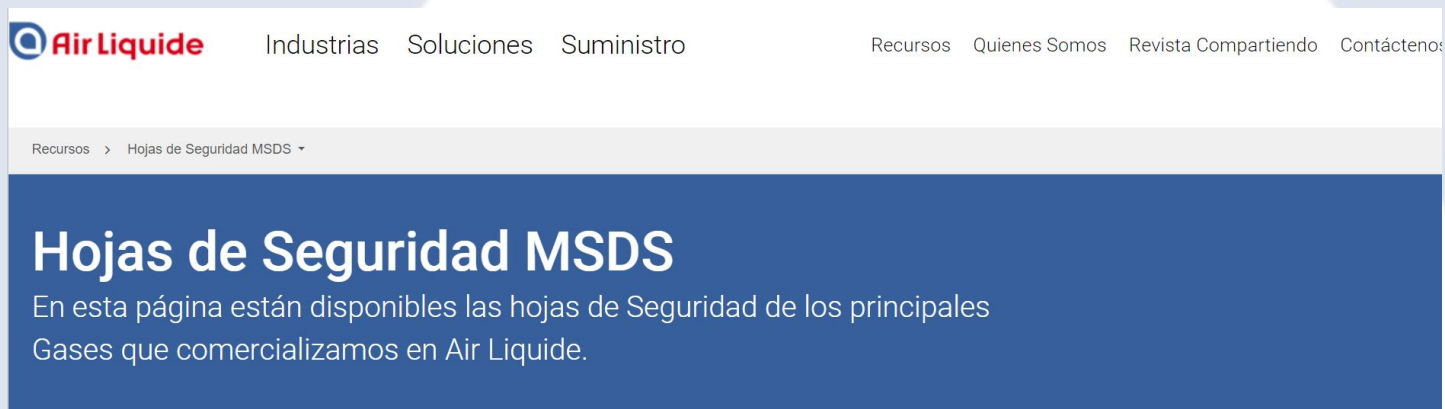 Air Liquide Industrias Soluciones Suministro Recursos Quienes Somos Revista Compartiendo Contáctenos
Recursos > Hojas de Seguridad MSDS
Hojas de Seguridad MSDS
En esta página están disponibles las hojas de Seguridad de los principales
Gases que comercializamos en Air Liquide.